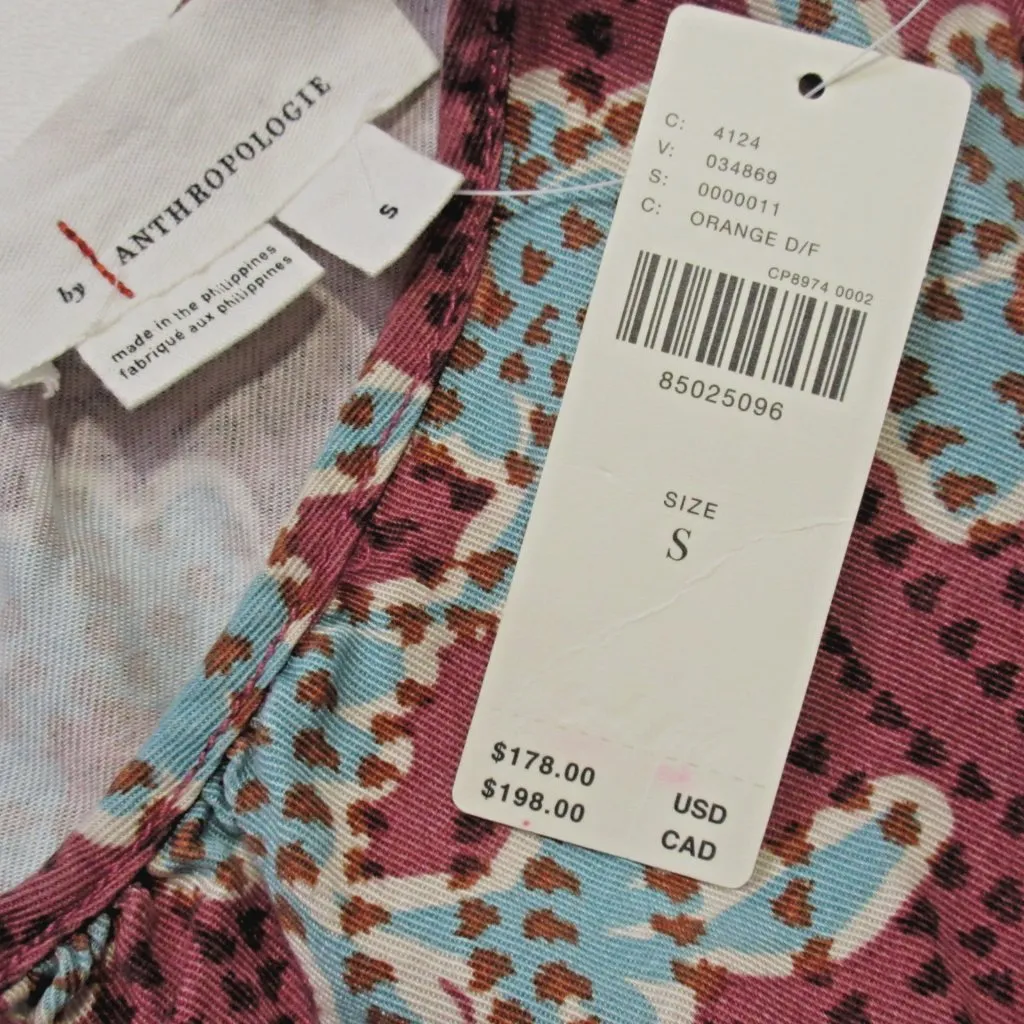 by ANTHROPOLOGIE
S
made in the philippines
fabriqué aux philippines
C: 4124
V: 034869
S: 0000011
C: ORANGE D/F
CP8974 0002
85025096
SIZE
S
$178.00 USD
$198.00 CAD